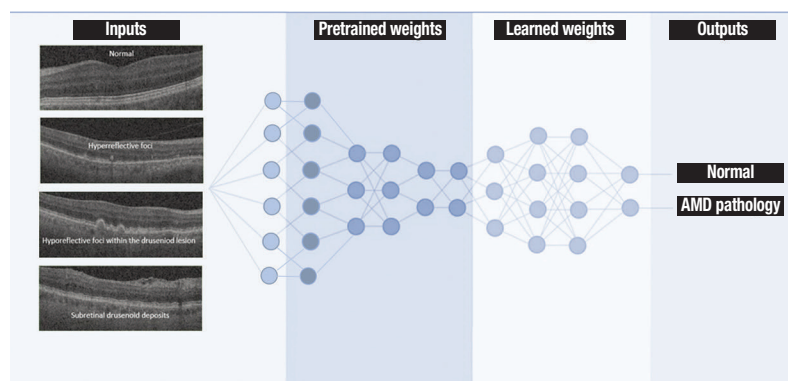 Inputs
Pretrained weights
Learned weights
Outputs
Normal
Hyperreflective foci
Hyporeflective foci within the druseniod lesion
Subretinal drusenoid deposits
Normal
AMD pathology